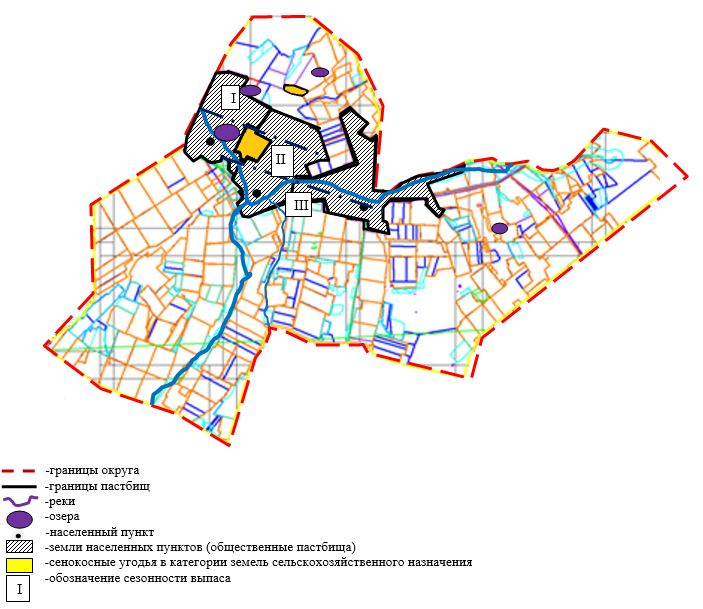 I
II
III
-границы округа
-границы пастбищ
-реки
-озера
-населенный пункт
-земли населенных пунктов (общественные пастбища)
-сенокосные угодья в категории земель сельскохозяйственного назначения
-обозначение сезонности выпаса
I